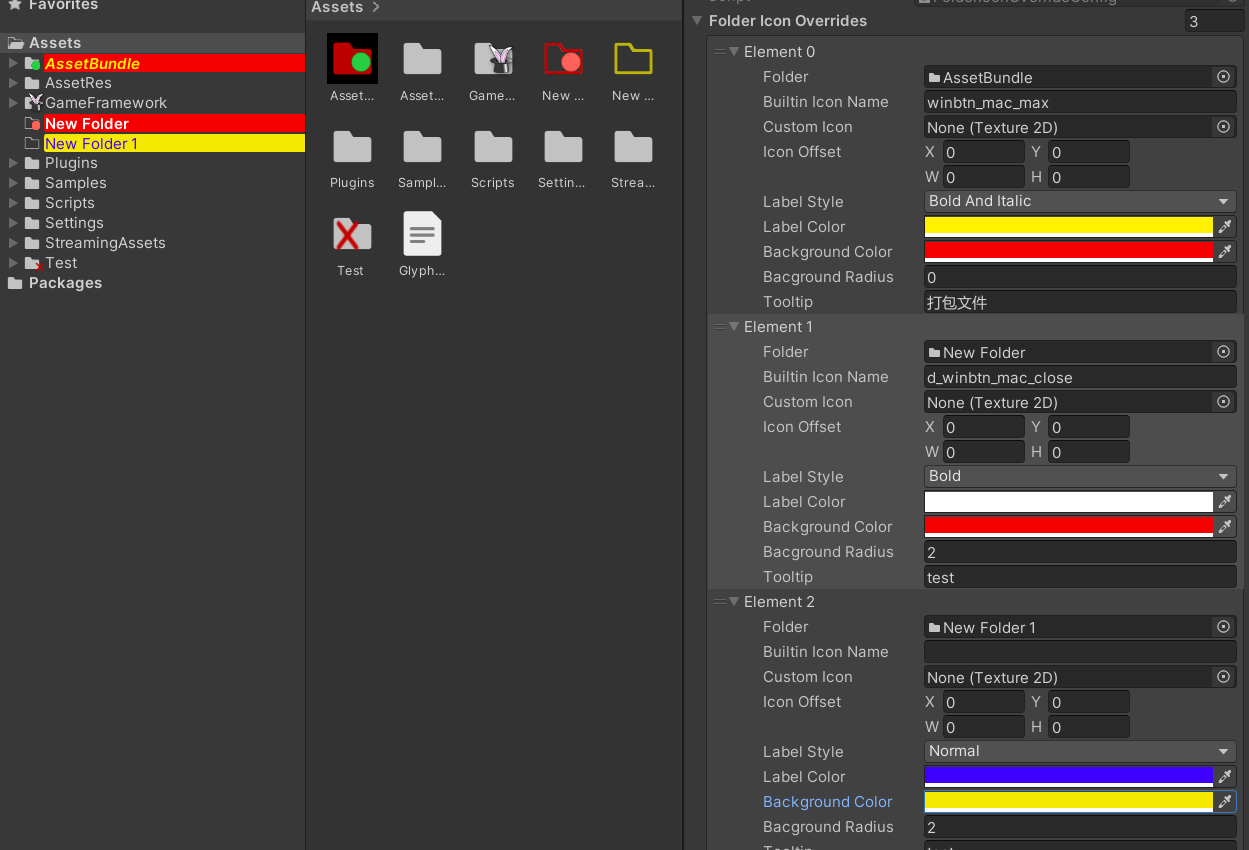 Favorites
Assets
AssetBundle
AssetRes
GameFramework
New Folder
New Folder 1
Plugins
Samples
Scripts
Settings
StreamingAssets
Test
Packages
Assets
Asset...
Asset...
Game...
New ...
New ...
Plugins
Sampl...
Scripts
Settin...
Strea...
Test
Glyph...
Folder Icon Overrides
3
Element 0
Folder
AssetBundle
Builtin Icon Name
winbtn_mac_max
Custom Icon
None (Texture 2D)
Icon Offset
X 0 Y 0
W 0 H 0
Label Style
Bold And Italic
Label Color
Background Color
Bacground Radius
0
Tooltip
打包文件
Element 1
Folder
New Folder
Builtin Icon Name
d_winbtn_mac_close
Custom Icon
None (Texture 2D)
Icon Offset
X 0 Y 0
W 0 H 0
Label Style
Bold
Label Color
Background Color
Bacground Radius
2
Tooltip
test
Element 2
Folder
New Folder 1
Builtin Icon Name
Custom Icon
None (Texture 2D)
Icon Offset
X 0 Y 0
W 0 H 0
Label Style
Normal
Label Color
Background Color
Bacground Radius
2